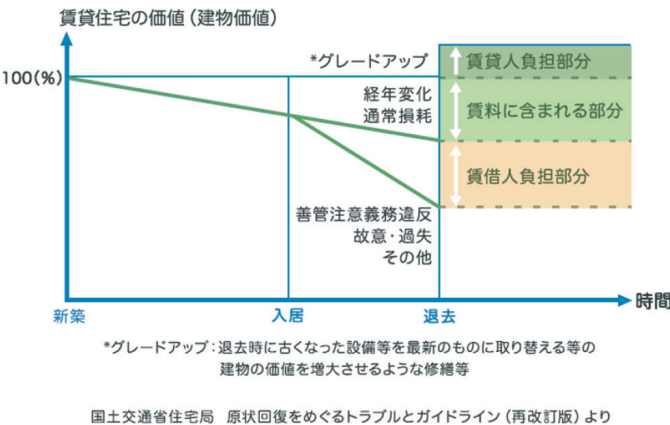 賃貸住宅の価値(建物価値)
100(%)
*グレードアップ
賃貸人負担部分
経年変化
通常損耗
賃料に含まれる部分
賃借人負担部分
善管注意義務違反
故意・過失
その他
時間
新築
入居
退去
*グレードアップ:退去時に古くなった設備等を最新のものに取り替える等の
建物の価値を増大させるような修繕等
国土交通省住宅局 原状回復をめぐるトラブルとガイドライン(再改訂版)より